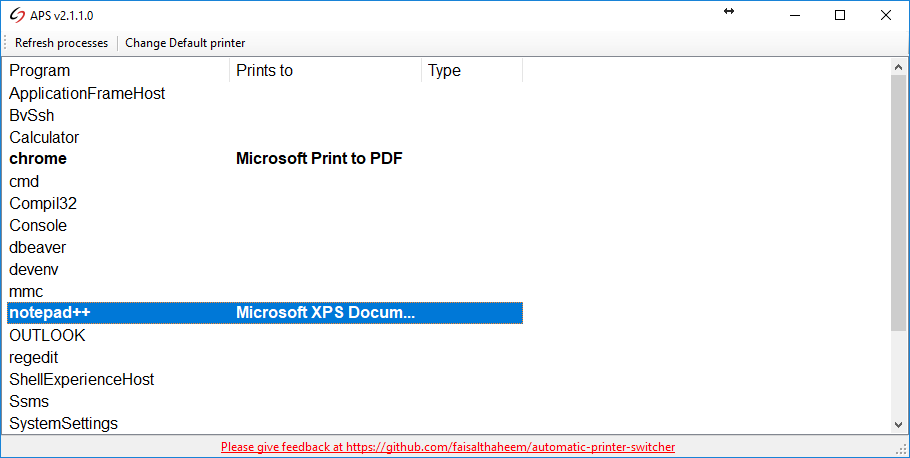 APS v2.1.1.0
Refresh processes Change Default printer
Program Prints to Type
ApplicationFrameHost
BvSsh
Calculator
chrome Microsoft Print to PDF
cmd
Compil32
Console
dbeaver
devenv
mmc
notepad++ Microsoft XPS Docum...
OUTLOOK
regedit
ShellExperienceHost
Ssms
SystemSettings
Please give feedback at https://github.com/faisalthaheem/automatic-printer-switcher